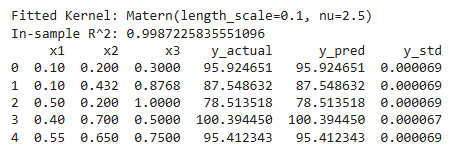 Fitted Kernel: Matern(length_scale=0.1, nu=2.5)
In-sample R^2: 0.9987225835551096
x1 x2 x3 y_actual y_pred y_std
0 0.10 0.200 0.3000 95.924651 95.924651 0.000069
1 0.10 0.432 0.8768 87.548632 87.548632 0.000069
2 0.50 0.200 1.0000 78.513518 78.513518 0.000069
3 0.40 0.700 0.5000 100.394450 100.394450 0.000067
4 0.55 0.650 0.7500 95.412343 95.412343 0.000069